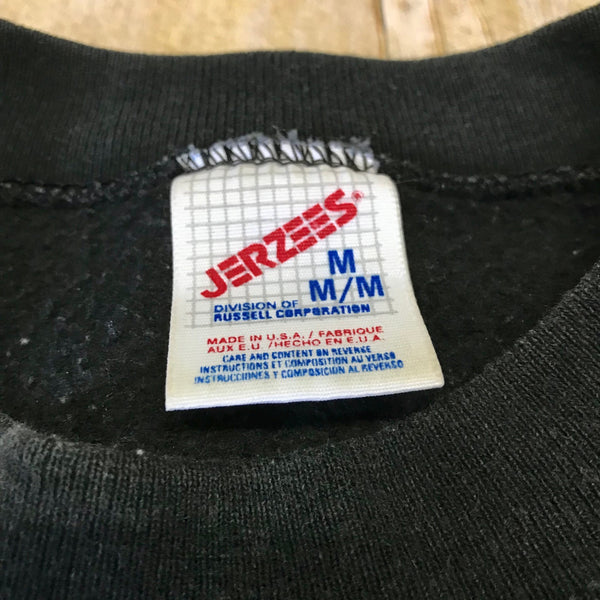 JERZEES®
M
M/M
DIVISION OF
RUSSELL CORPORATION
MADE IN U.S.A./ FABRIQUE
AUX E.U./HECHO EN E.U.A.
CARE AND CONTENT ON REVERSE
INSTRUCTIONS ET COMPOSITION AU VERSO
INSTRUCCIONES Y COMPOSICION AL REVERSO